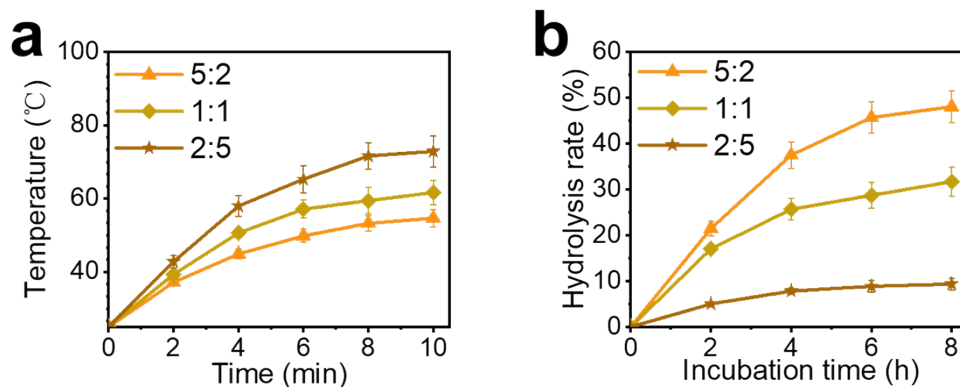 a
100
80
60
40
Temperature (℃)
5:2
1:1
2:5
0 2 4 6 8 10
Time (min)
b
60
50
40
30
20
10
0
Hydrolysis rate (%)
5:2
1:1
2:5
0 2 4 6 8
Incubation time (h)